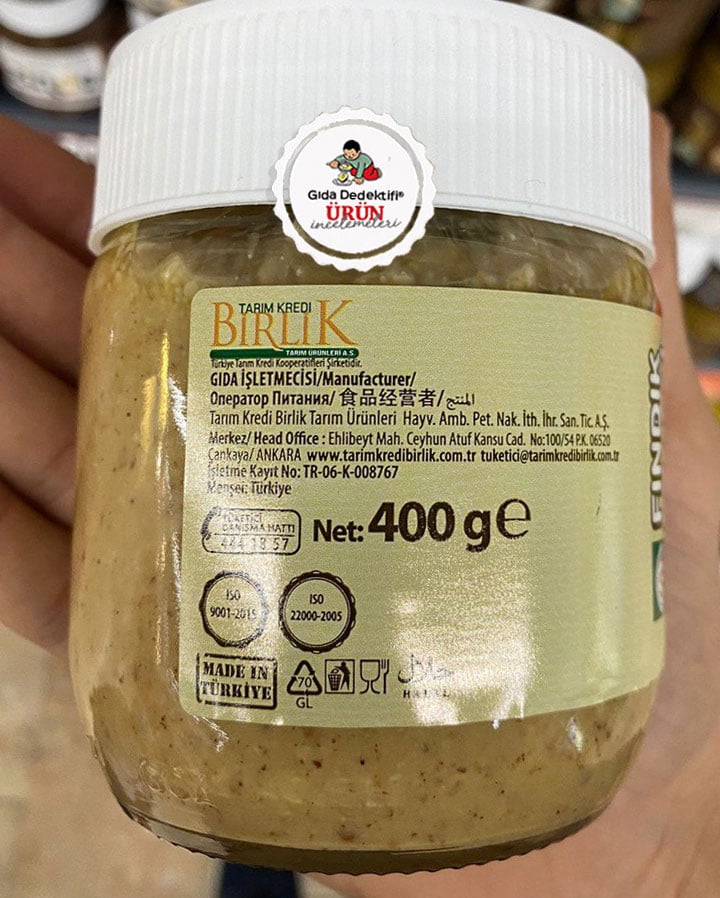 Gıda Dedektifi®
ÜRÜN
incelemeleri
TARIM KREDİ
BİRLİK
TARIM ÜRÜNLERİ A.Ş.
Türkiye Tarım Kredi Kooperatifleri Şirketidir.
GIDA İŞLETMECİSİ/Manufacturer/
Оператор Питания/ 食品经营者/ المنتج
Tarım Kredi Birlik Tarım Ürünleri Hayv. Amb. Pet. Nak. İth. İhr. San. Tic. A.Ş.
Merkez/ Head Office : Ehlibeyt Mah. Ceyhun Atuf Kansu Cad. No:100/54 P.K. 06520
Çankaya/ ANKARA www.tarimkredibirlik.com.tr tuketici@tarimkredibirlik.com.tr
İşletme Kayıt No: TR-06-K-008767
Menşei: Türkiye
TÜKETİCİ
DANIŞMA HATTI
444 18 57
Net: 400 g e
ISO
9001-2015
ISO
22000-2005
MADE IN
TÜRKİYE
70
GL
حلال
HALAL
FINDIK